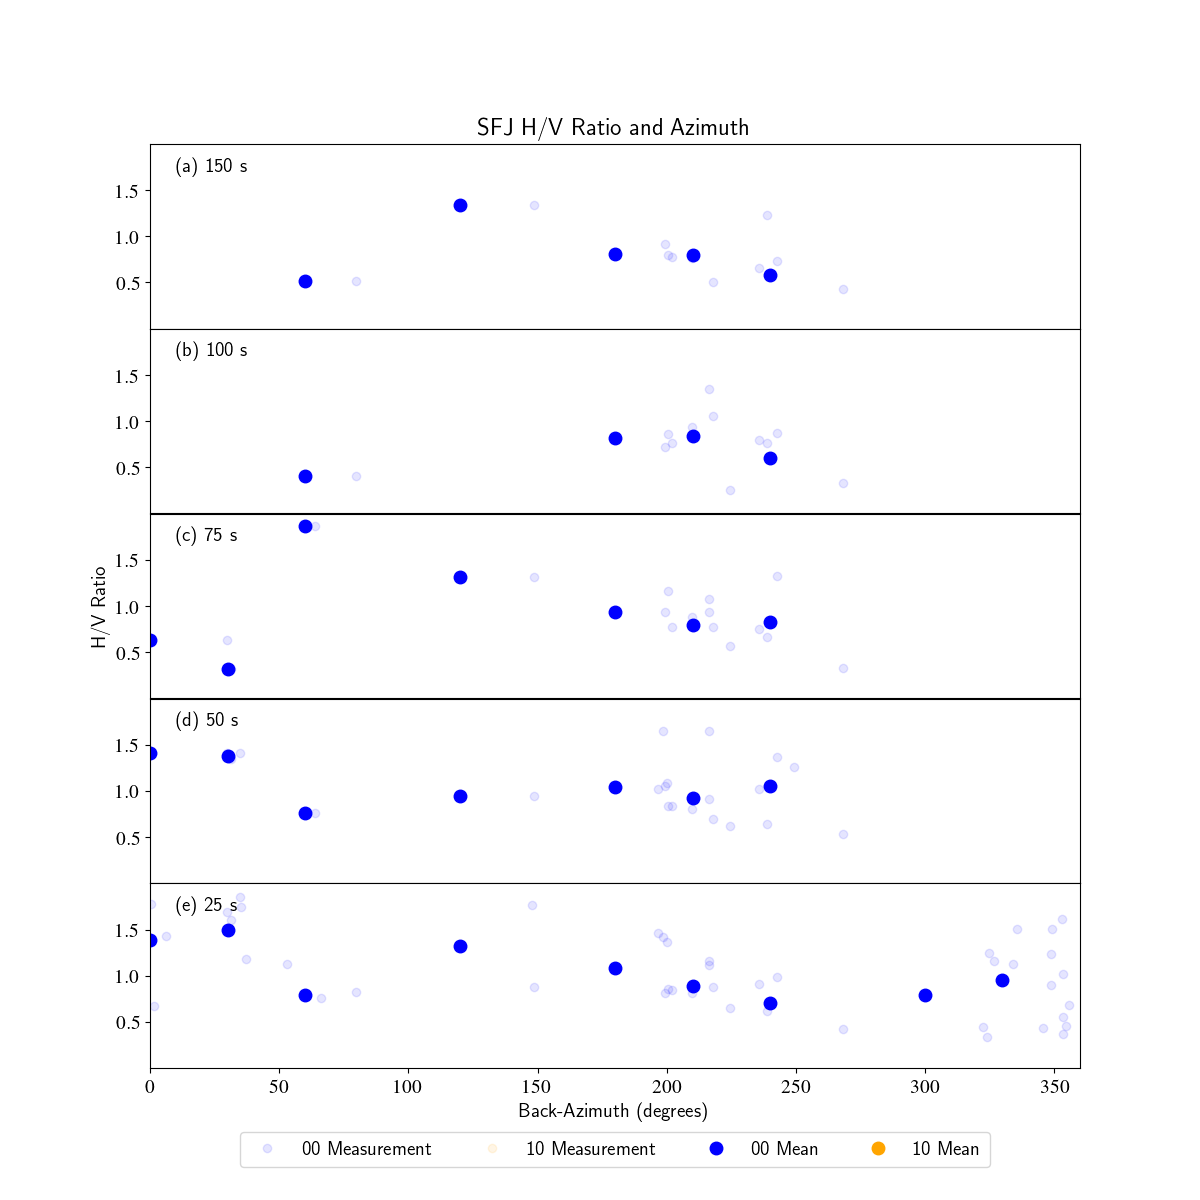 SFJ H/V Ratio and Azimuth
(a) 150 s
1.5
1.0
0.5
(b) 100 s
1.5
1.0
0.5
(c) 75 s
1.5
1.0
0.5
H/V Ratio
(d) 50 s
1.5
1.0
0.5
(e) 25 s
1.5
1.0
0.5
0 50 100 150 200 250 300 350
Back-Azimuth (degrees)
00 Measurement 10 Measurement 00 Mean 10 Mean